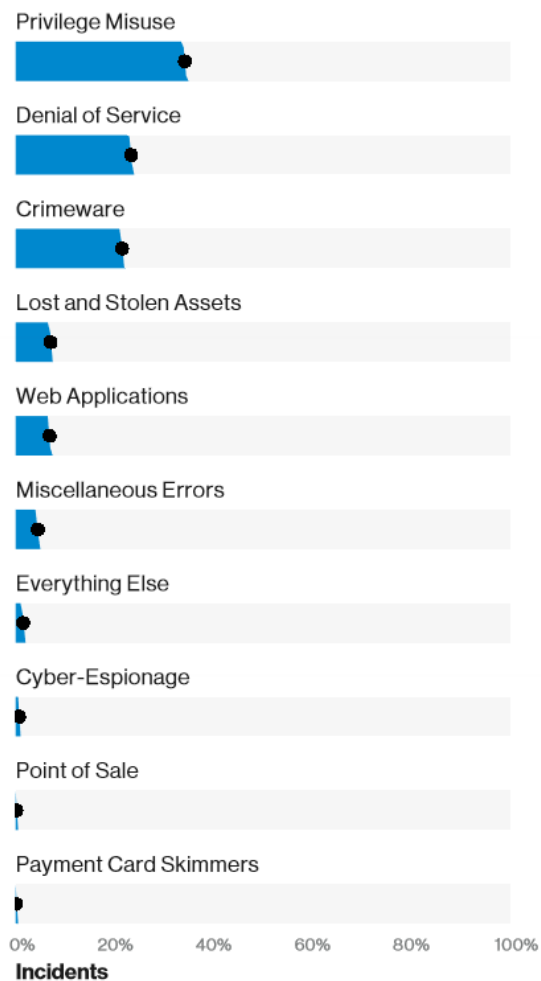 Privilege Misuse
Denial of Service
Crimeware
Lost and Stolen Assets
Web Applications
Miscellaneous Errors
Everything Else
Cyber-Espionage
Point of Sale
Payment Card Skimmers
0% 20% 40% 60% 80% 100%
Incidents